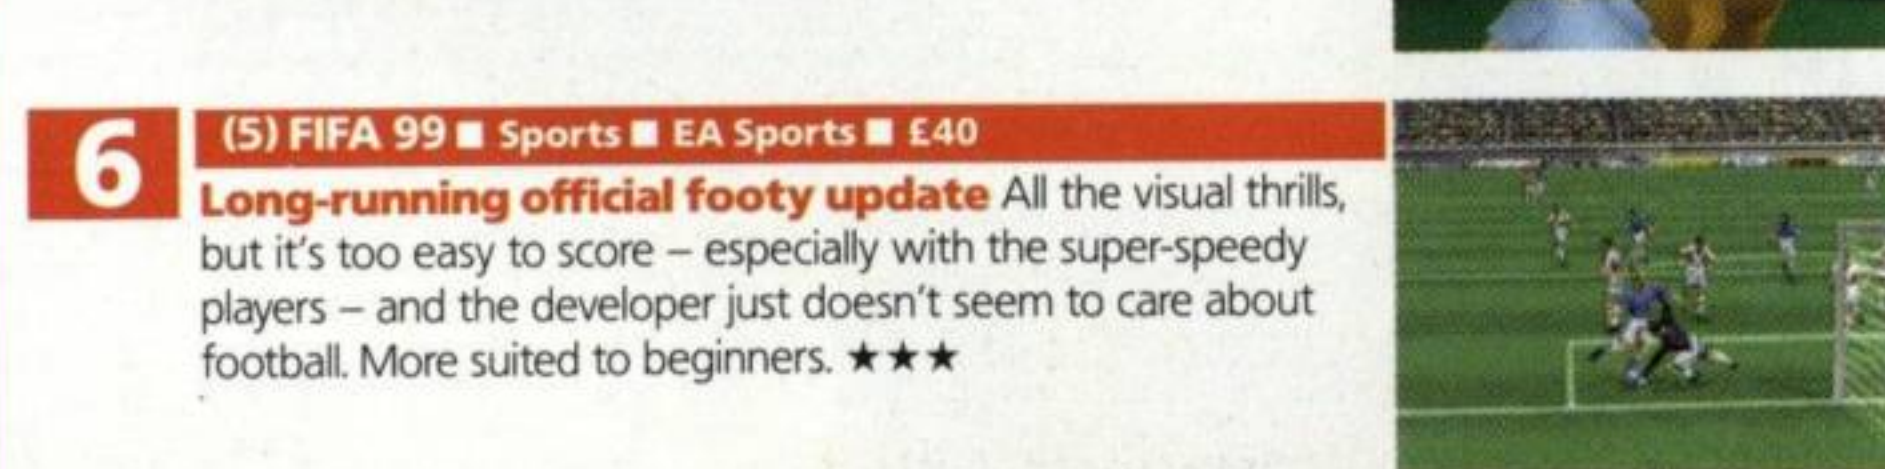 6
(5) FIFA 99 ■ Sports ■ EA Sports ■ £40
Long-running official footy update All the visual thrills,
but it's too easy to score – especially with the super-speedy
players – and the developer just doesn't seem to care about
football. More suited to beginners. ★★★